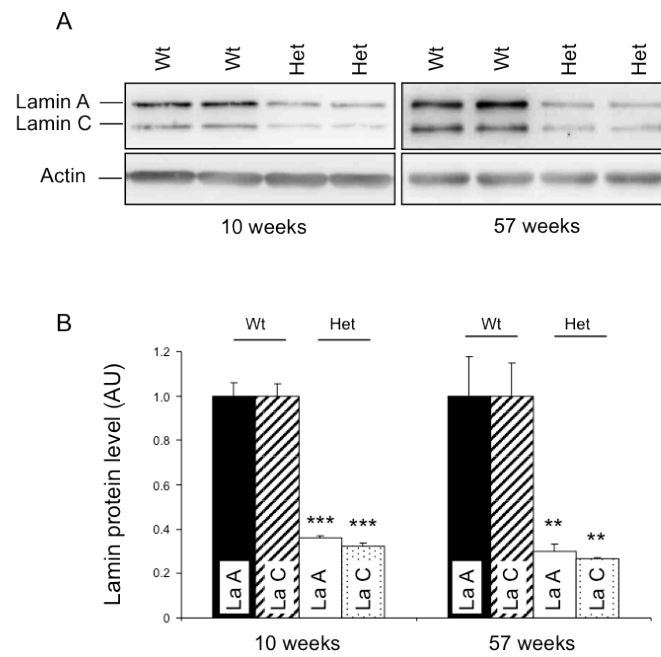 A
Wt Wt Het Het Wt Wt Het Het
Lamin A
Lamin C
Actin
10 weeks 57 weeks
B
Wt Het Wt Het
Lamin protein level (AU)
1.2
1.0
0.8
0.6
0.4
0.2
0
*** *** ** **
La A La C La A La C La A La C La A La C
10 weeks 57 weeks